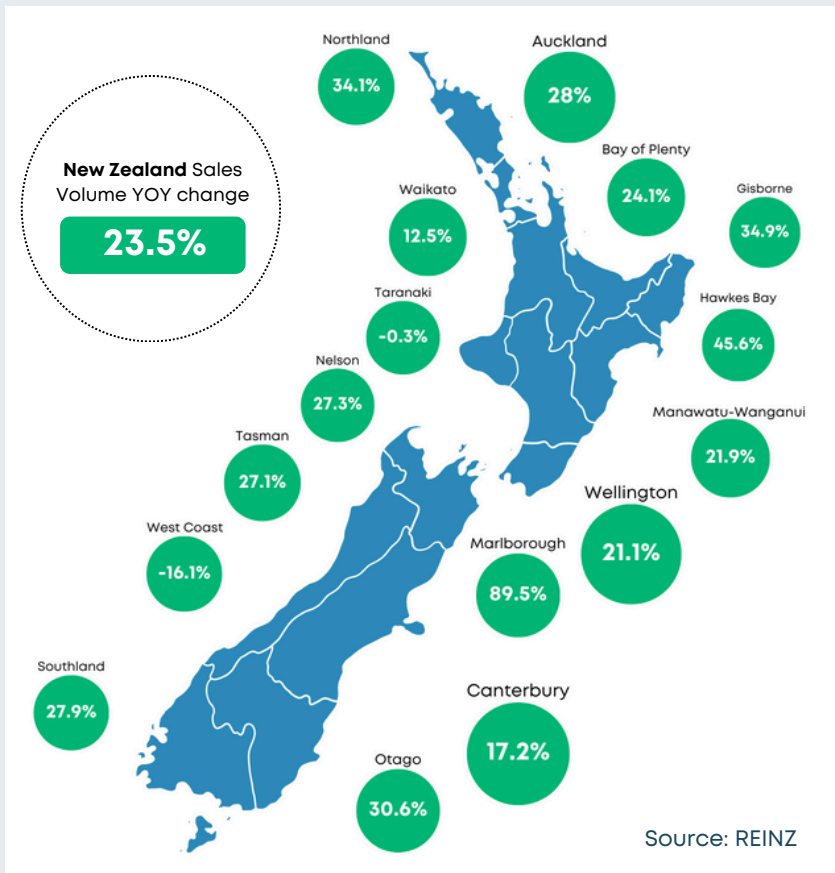 Northland
34.1%
Auckland
28%
New Zealand Sales
Volume YOY change
23.5%
Bay of Plenty
24.1%
Waikato
12.5%
Gisborne
34.9%
Taranaki
-0.3%
Hawkes Bay
45.6%
Nelson
27.3%
Manawatu-Wanganui
21.9%
Tasman
27.1%
Wellington
21.1%
West Coast
-16.1%
Marlborough
89.5%
Southland
27.9%
Canterbury
17.2%
Otago
30.6%
Source: REINZ